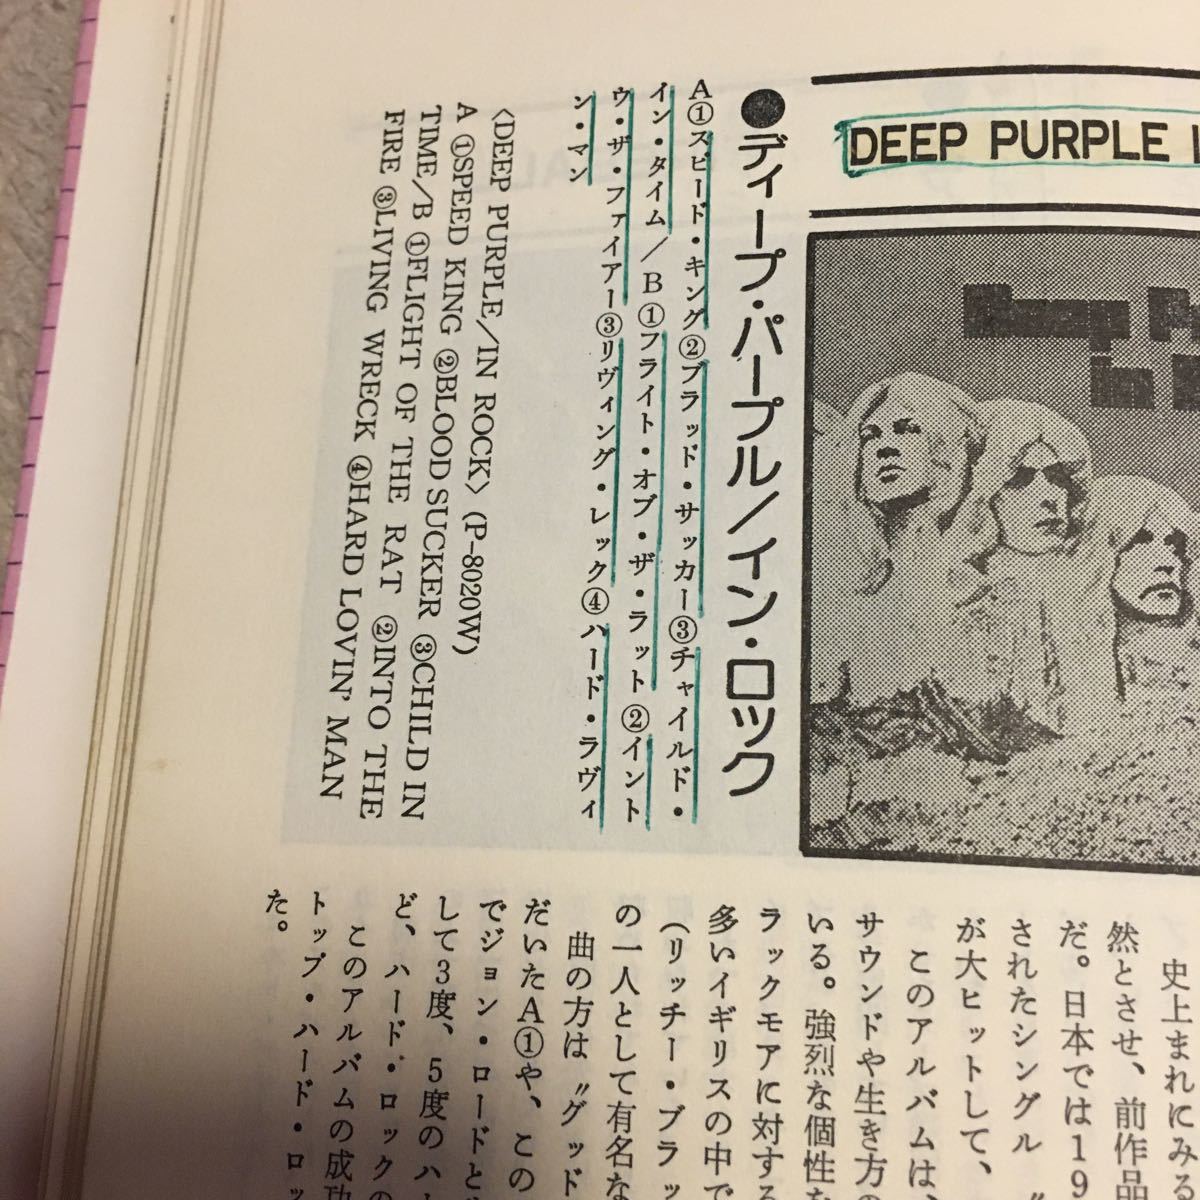 DEEP PURPLE
●ディープ・パープル/イン・ロック
A①スピード・キング②ブラッド・サッカー③チャイルド・
イン・タイム/B①フライト・オブ・ザ・ラット②イント
ウ・ザ・ファイアー③リヴィング・レック④ハード・ラヴィ
ン・マン
〈DEEP PURPLE/IN ROCK〉(P-8020W)
A ①SPEED KING ②BLOOD SUCKER ③CHILD IN
TIME/B ①FLIGHT OF THE RAT ②INTO THE
FIRE ③LIVING WRECK ④HARD LOVIN' MAN
史上まれにみる
然とさせ、前作品
だ。日本では19
されたシングル〝
が大ヒットして、
このアルバムは、
サウンドや生き方の
いる。強烈な個性を
ラックモアに対する
多いイギリスの中で
(リッチー・ブラッ
の一人として有名な
曲の方は〝グッド
だいたA①や、この
でジョン・ロードと
して3度、5度のハ
ど、ハード・ロックの
このアルバムの成功
トップ・ハード・ロッ
た。